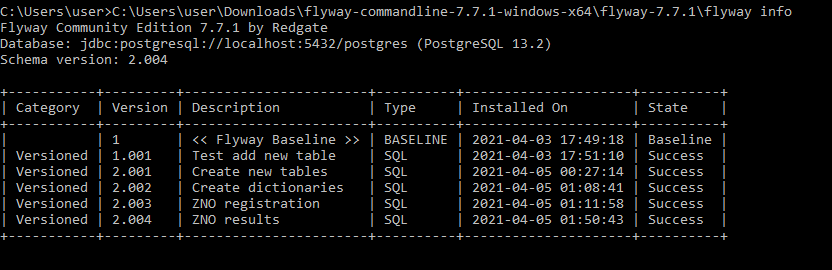 C:\Users\user>C:\Users\user\Downloads\flyway-commandline-7.7.1-windows-x64\flyway-7.7.1\flyway info
Flyway Community Edition 7.7.1 by Redgate
Database: jdbc:postgresql://localhost:5432/postgres (PostgreSQL 13.2)
Schema version: 2.004

+-----------+---------+-----------------------+----------+---------------------+----------+
| Category  | Version | Description           | Type     | Installed On        | State    |
+-----------+---------+-----------------------+----------+---------------------+----------+
|           | 1       | << Flyway Baseline >> | BASELINE | 2021-04-03 17:49:18 | Baseline |
| Versioned | 1.001   | Test add new table    | SQL      | 2021-04-03 17:51:10 | Success  |
| Versioned | 2.001   | Create new tables     | SQL      | 2021-04-05 00:27:14 | Success  |
| Versioned | 2.002   | Create dictionaries   | SQL      | 2021-04-05 01:08:41 | Success  |
| Versioned | 2.003   | ZNO registration      | SQL      | 2021-04-05 01:11:58 | Success  |
| Versioned | 2.004   | ZNO results           | SQL      | 2021-04-05 01:50:43 | Success  |
+-----------+---------+-----------------------+----------+---------------------+----------+